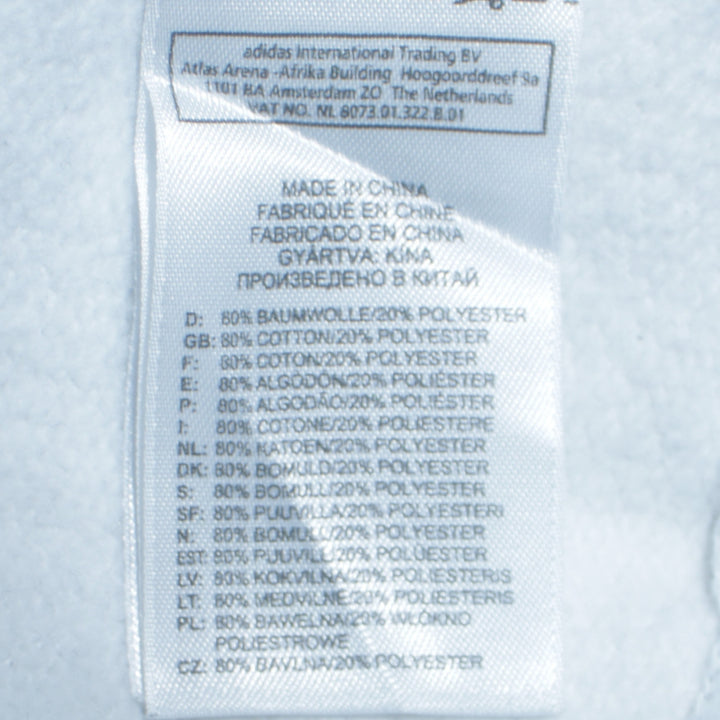 adidas International Trading BV
Atlas Arena -Afrika Building Hoogoorddreef 9a
1101 BA Amsterdam ZO The Netherlands
VAT NO. NL 8073.01.322.B.01
MADE IN CHINA
FABRIQUÉ EN CHINE
FABRICADO EN CHINA
GYÁRTVA: KÍNA
ПРОИЗВЕДЕНО В КИТАЙ
D: 80% BAUMWOLLE/20% POLYESTER
GB: 80% COTTON/20% POLYESTER
F: 80% COTON/20% POLYESTER
E: 80% ALGODÓN/20% POLIÉSTER
P: 80% ALGODÃO/20% POLIÉSTER
I: 80% COTONE/20% POLIESTERE
NL: 80% KATOEN/20% POLYESTER
DK: 80% BOMULD/20% POLYESTER
S: 80% BOMULL/20% POLYESTER
SF: 80% PUUVILLA/20% POLYESTERI
N: 80% BOMULL/20% POLYESTER
EST: 80% PUUVILL/20% POLÜESTER
LV: 80% KOKVILNA/20% POLIESTERIS
LT: 80% MEDVILNE/20% POLIESTERIS
PL: 80% BAWEŁNA/20% WŁÓKNO
POLIESTROWE
CZ: 80% BAVLNA/20% POLYESTER